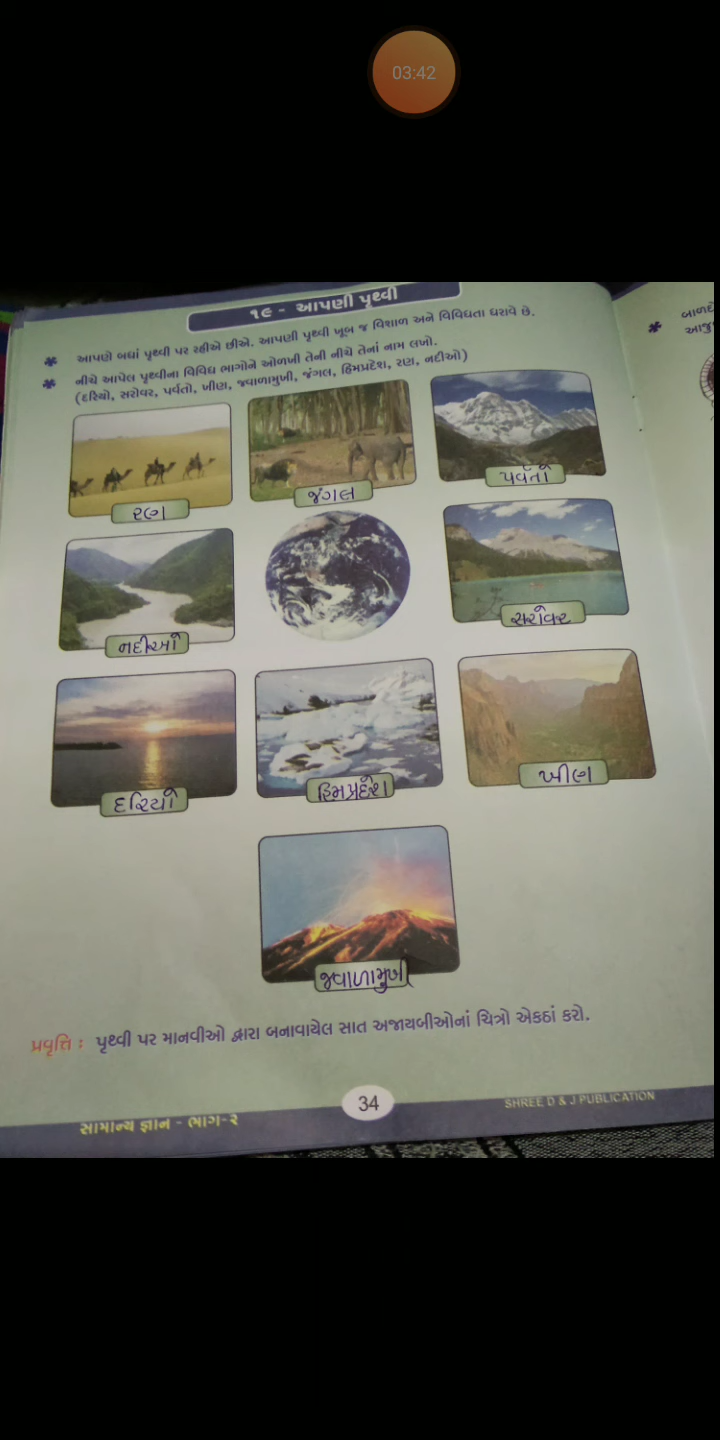 03:42
૧૯ - આપણી પૃથ્વી
આપણે બધાં પૃથ્વી પર રહીએ છીએ. આપણી પૃથ્વી ખૂબ જ વિશાળ અને વિવિધતા ધરાવે છે.
નીચે આપેલ પૃથ્વીના વિવિધ ભાગોને ઓળખી તેની નીચે તેનાં નામ લખો.
(દરિયો, સરોવર, પર્વતો, ખીણ, જ્વાળામુખી, જંગલ, હિમપ્રદેશ, રણ, નદીઓ)
રણ
જંગલ
પર્વતો
નદીઓ
સરોવર
દરિયો
હિમપ્રદેશ
ખીણ
જ્વાળામુખી
પ્રવૃત્તિ : પૃથ્વી પર માનવીઓ દ્વારા બનાવાયેલ સાત અજાયબીઓનાં ચિત્રો એકઠાં કરો.
સામાન્ય જ્ઞાન - ભાગ-૨
34
SHREE D & J PUBLICATION